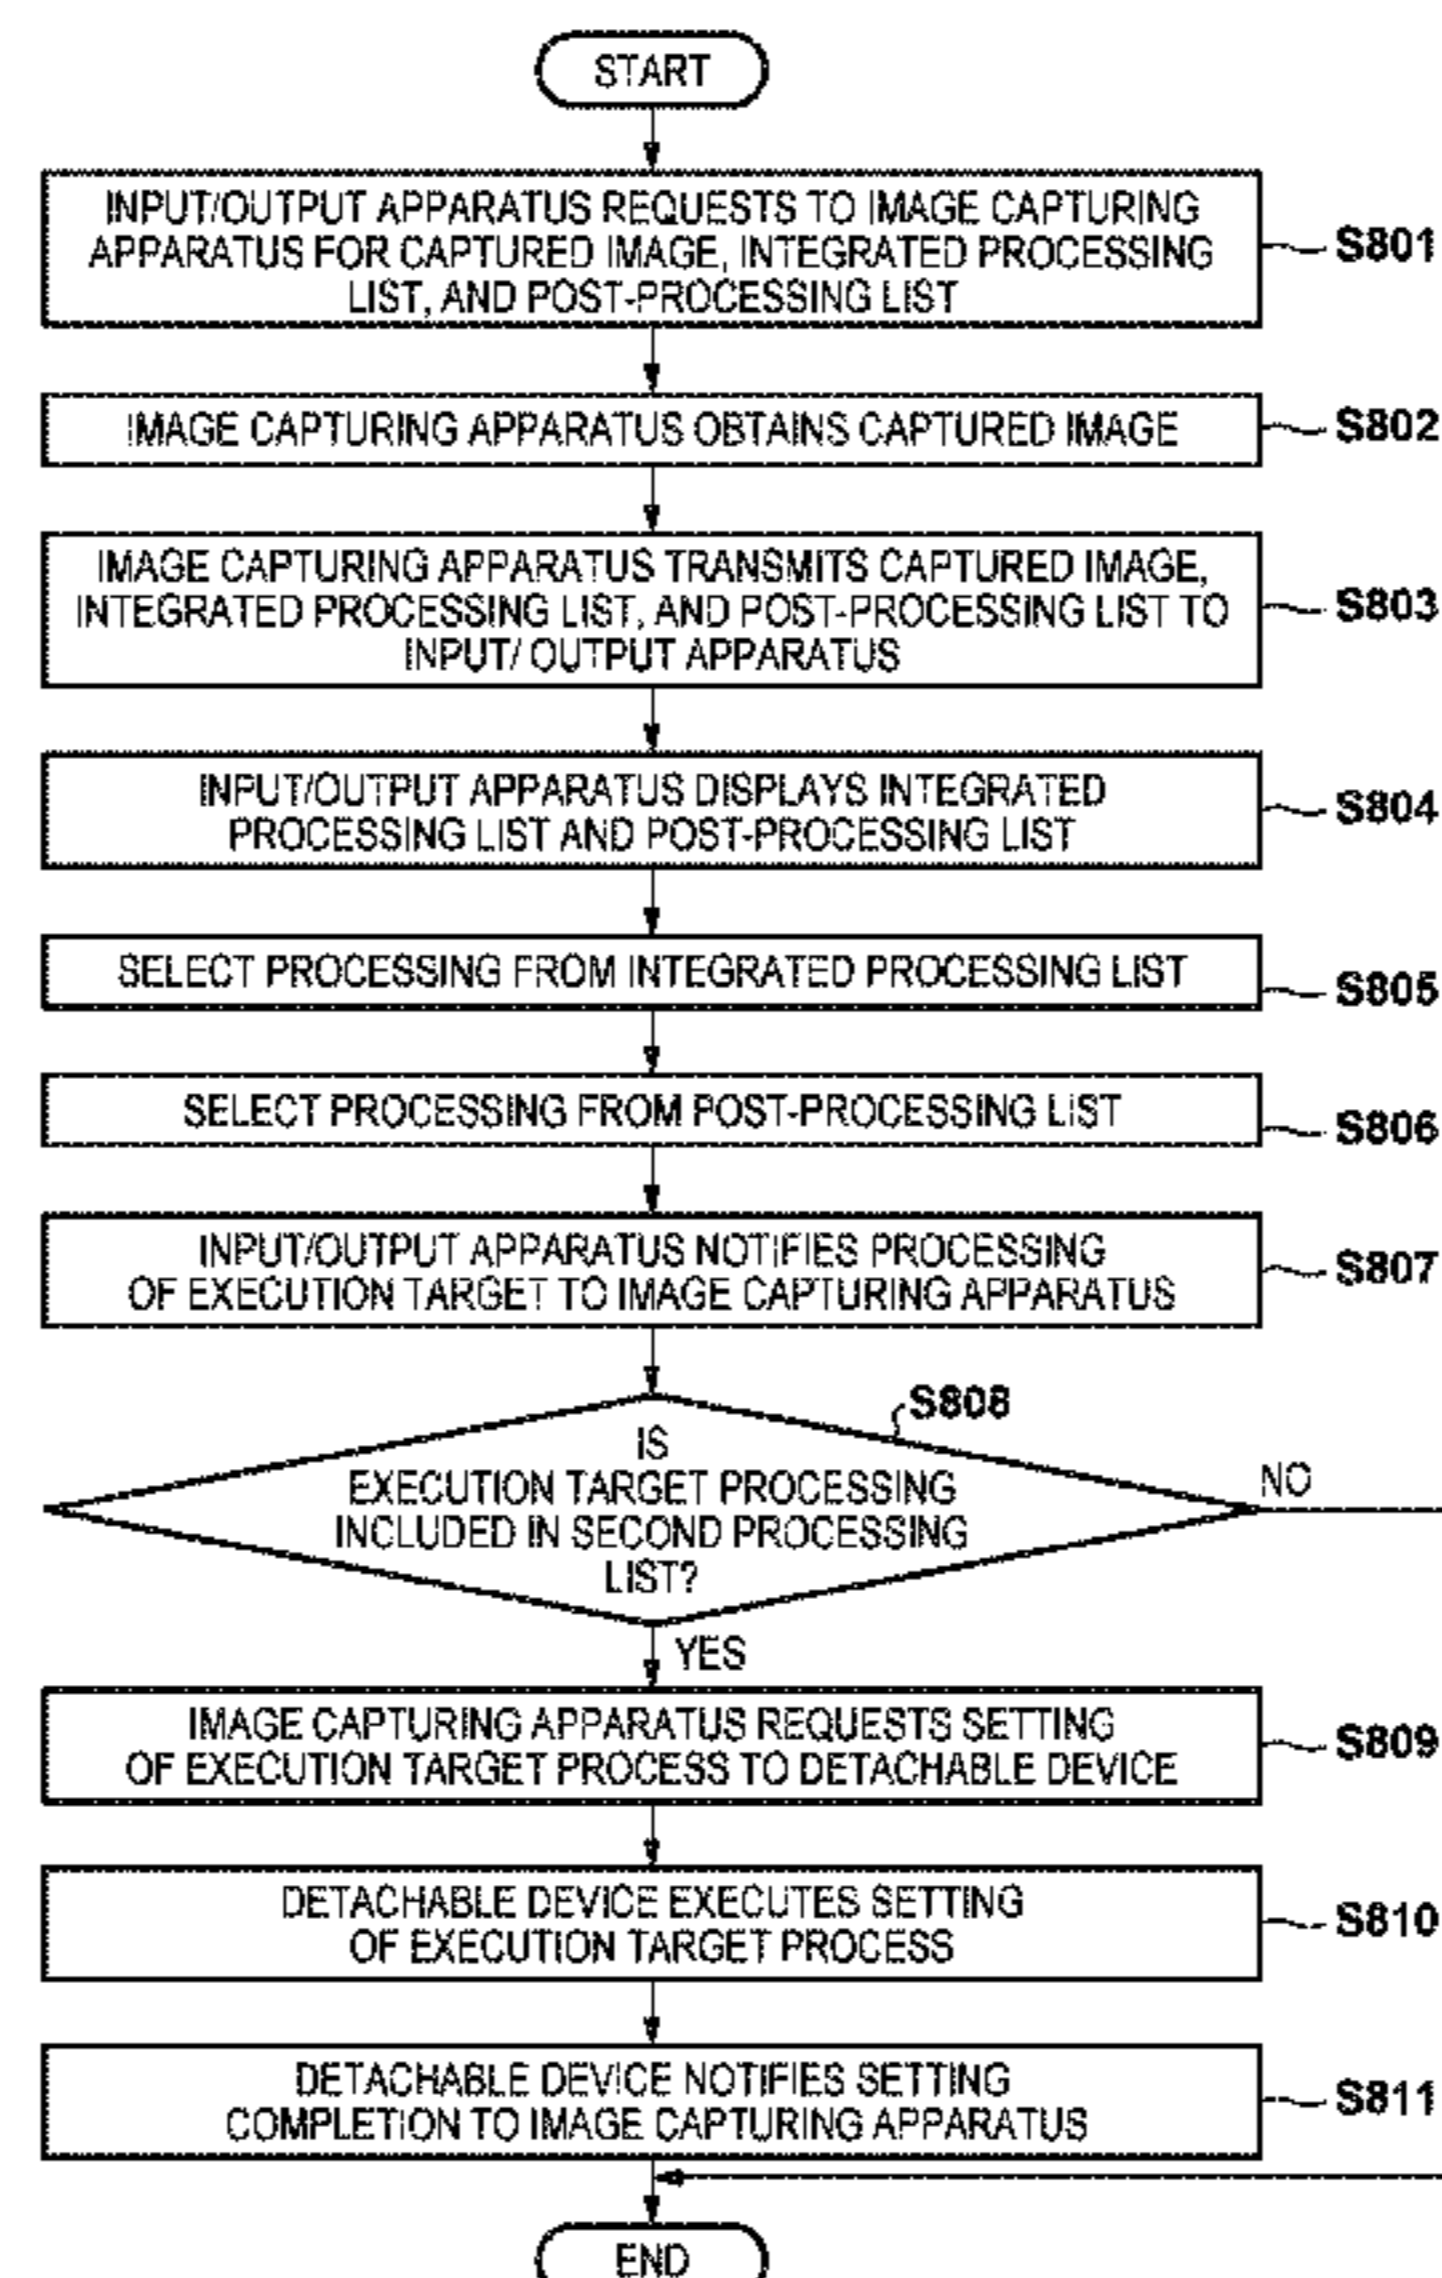 START
INPUT/OUTPUT APPARATUS REQUESTS TO IMAGE CAPTURING
APPARATUS FOR CAPTURED IMAGE, INTEGRATED PROCESSING
LIST, AND POST-PROCESSING LIST
S801
IMAGE CAPTURING APPARATUS OBTAINS CAPTURED IMAGE
S802
IMAGE CAPTURING APPARATUS TRANSMITS CAPTURED IMAGE,
INTEGRATED PROCESSING LIST, AND POST-PROCESSING LIST TO
INPUT/ OUTPUT APPARATUS
S803
INPUT/OUTPUT APPARATUS DISPLAYS INTEGRATED
PROCESSING LIST AND POST-PROCESSING LIST
S804
SELECT PROCESSING FROM INTEGRATED PROCESSING LIST
S805
SELECT PROCESSING FROM POST-PROCESSING LIST
S806
INPUT/OUTPUT APPARATUS NOTIFIES PROCESSING
OF EXECUTION TARGET TO IMAGE CAPTURING APPARATUS
S807
S808
IS
EXECUTION TARGET PROCESSING
INCLUDED IN SECOND PROCESSING
LIST?
NO
YES
IMAGE CAPTURING APPARATUS REQUESTS SETTING
OF EXECUTION TARGET PROCESS TO DETACHABLE DEVICE
S809
DETACHABLE DEVICE EXECUTES SETTING
OF EXECUTION TARGET PROCESS
S810
DETACHABLE DEVICE NOTIFIES SETTING
COMPLETION TO IMAGE CAPTURING APPARATUS
S811
END